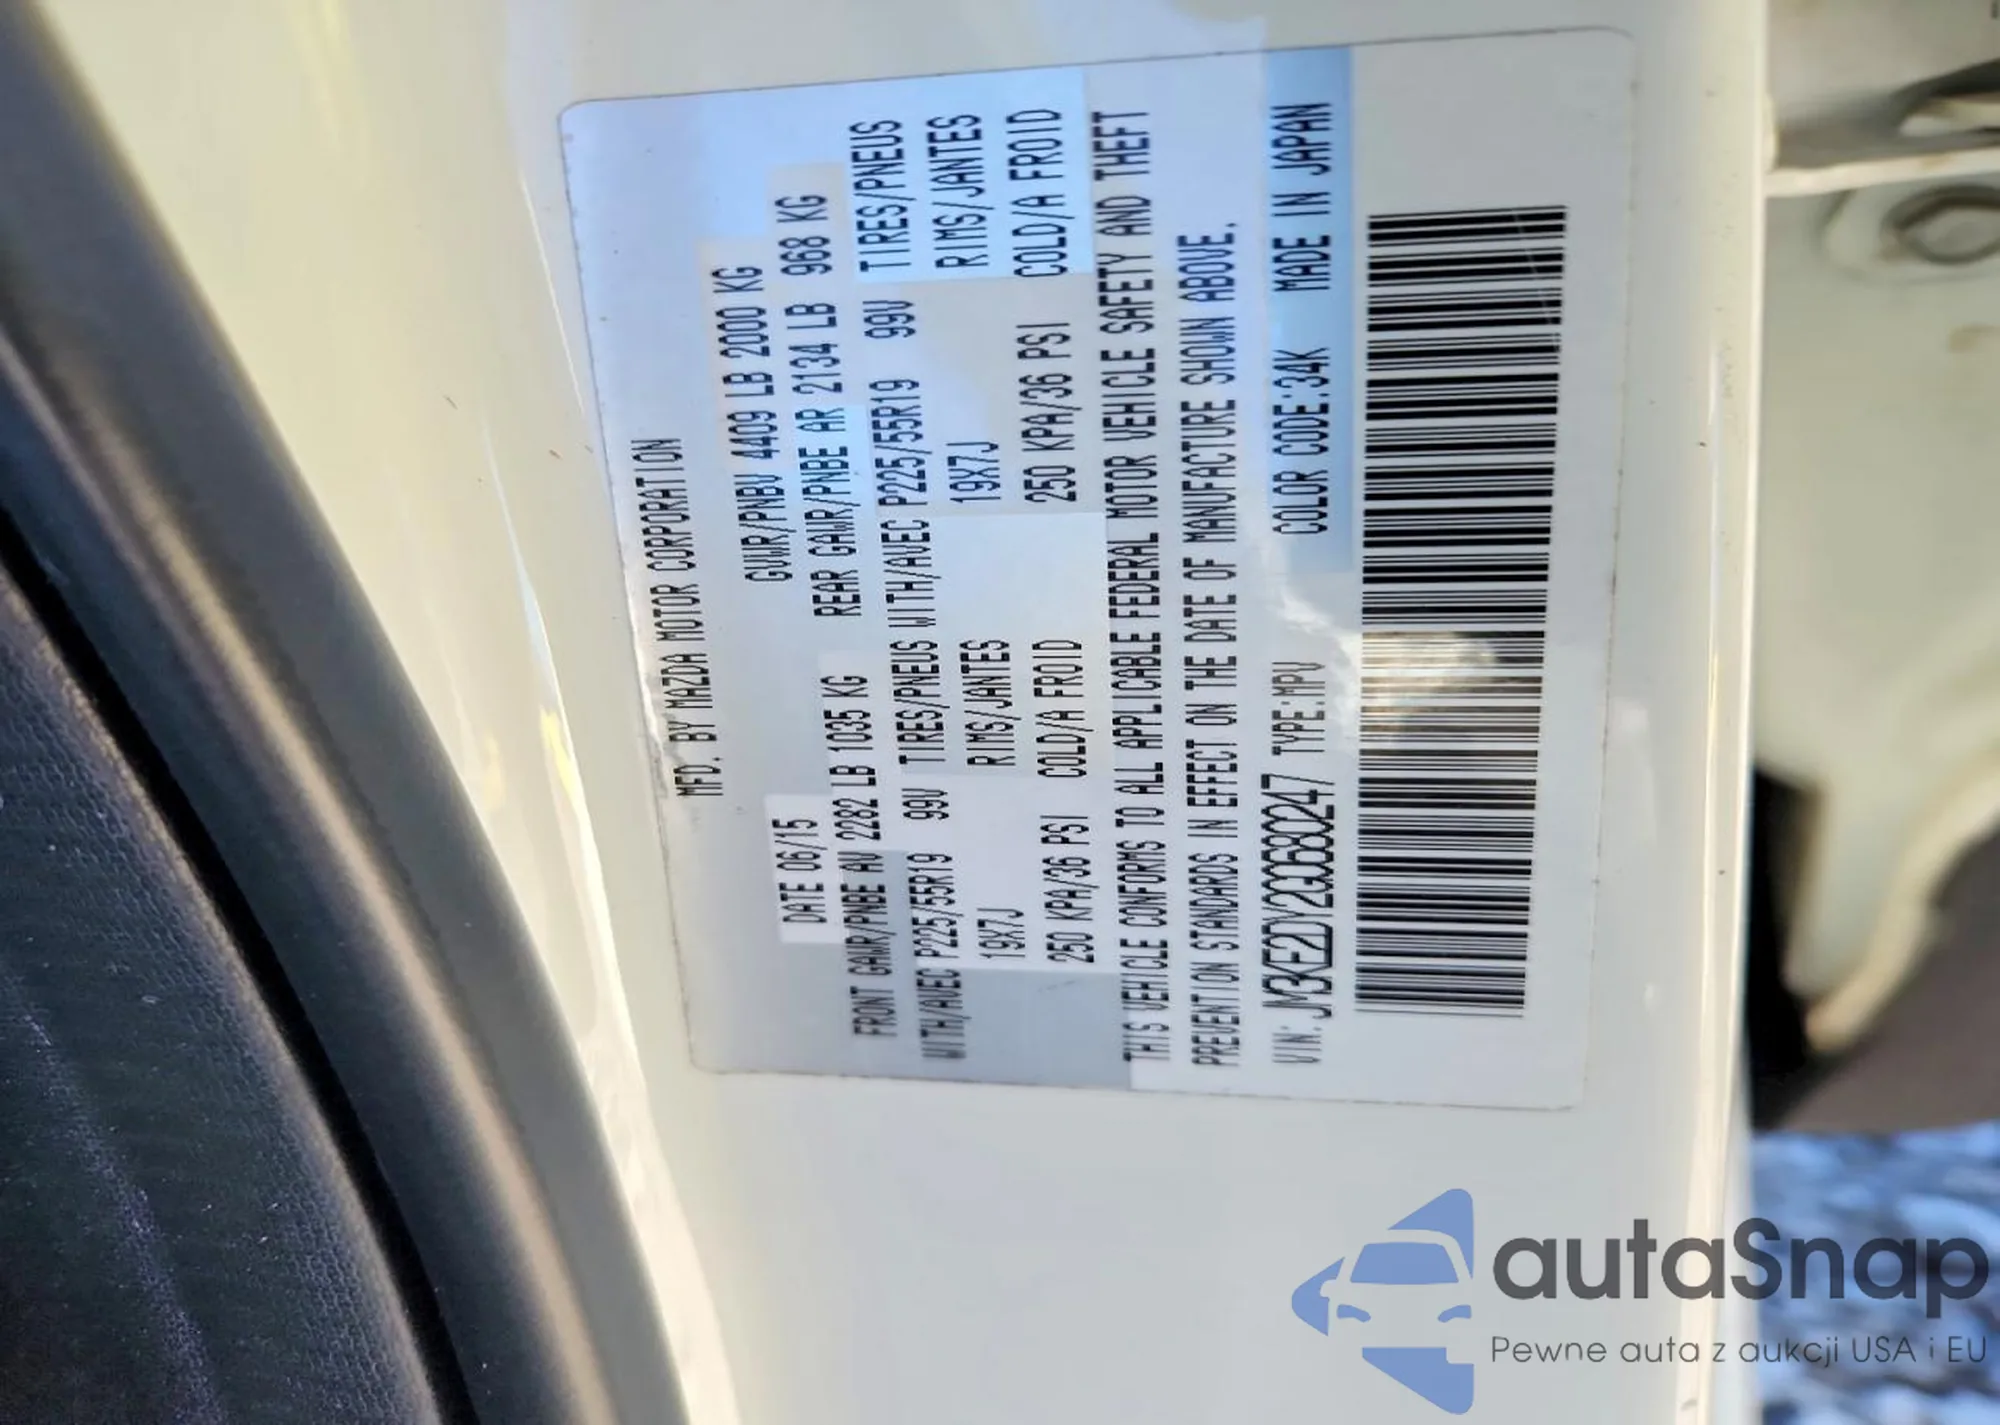 MFD. BY MAZDA MOTOR CORPORATION
DATE 06/15 GVWR/PNBV 4409 LB 2000 KG
FRONT GAWR/PNBE AV 2282 LB 1035 KG REAR GAWR/PNBE AR 2134 LB 968 KG
WITH/AVEC P225/55R19 99V TIRES/PNEUS WITH/AVEC P225/55R19 99V TIRES/PNEUS
19X7J RIMS/JANTES 19X7J RIMS/JANTES
250 KPA/36 PSI COLD/A FROID 250 KPA/36 PSI COLD/A FROID
THIS VEHICLE CONFORMS TO ALL APPLICABLE FEDERAL MOTOR VEHICLE SAFETY AND THEFT
PREVENTION STANDARDS IN EFFECT ON THE DATE OF MANUFACTURE SHOWN ABOVE.
VIN: JM3KE2DY2G0680247 TYPE:MPV COLOR CODE:34K MADE IN JAPAN
autaSnap
Pewne auta z aukcji USA i EU